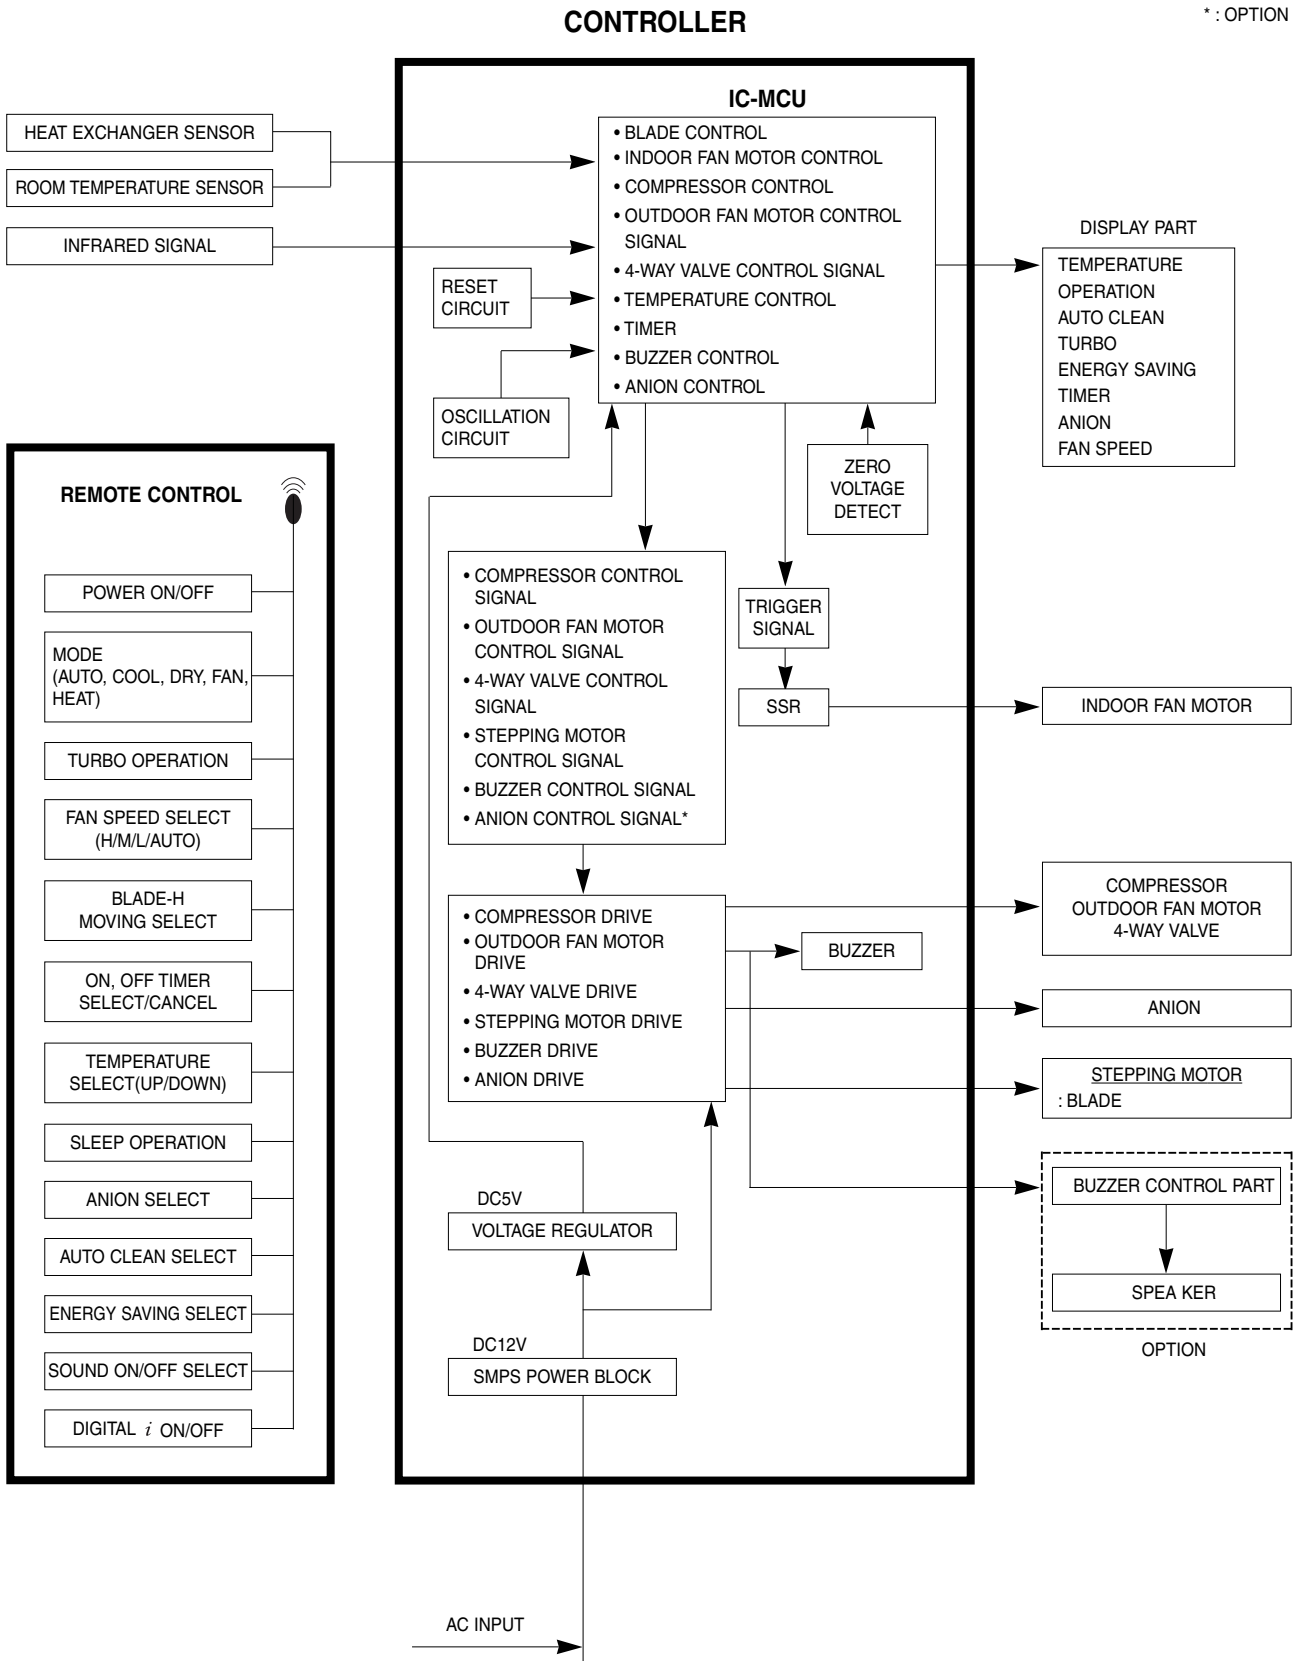 CONTROLLER
* : OPTION
IC-MCU
HEAT EXCHANGER SENSOR
ROOM TEMPERATURE SENSOR
INFRARED SIGNAL
• BLADE CONTROL
• INDOOR FAN MOTOR CONTROL
• COMPRESSOR CONTROL
• OUTDOOR FAN MOTOR CONTROL
SIGNAL
• 4-WAY VALVE CONTROL SIGNAL
• TEMPERATURE CONTROL
• TIMER
• BUZZER CONTROL
• ANION CONTROL
RESET
CIRCUIT
OSCILLATION
CIRCUIT
ZERO
VOLTAGE
DETECT
DISPLAY PART
TEMPERATURE
OPERATION
AUTO CLEAN
TURBO
ENERGY SAVING
TIMER
ANION
FAN SPEED
REMOTE CONTROL
POWER ON/OFF
MODE
(AUTO, COOL, DRY, FAN,
HEAT)
TURBO OPERATION
FAN SPEED SELECT
(H/M/L/AUTO)
BLADE-H
MOVING SELECT
ON, OFF TIMER
SELECT/CANCEL
TEMPERATURE
SELECT(UP/DOWN)
SLEEP OPERATION
ANION SELECT
AUTO CLEAN SELECT
ENERGY SAVING SELECT
SOUND ON/OFF SELECT
DIGITAL i ON/OFF
• COMPRESSOR CONTROL
SIGNAL
• OUTDOOR FAN MOTOR
CONTROL SIGNAL
• 4-WAY VALVE CONTROL
SIGNAL
• STEPPING MOTOR
CONTROL SIGNAL
• BUZZER CONTROL SIGNAL
• ANION CONTROL SIGNAL*
TRIGGER
SIGNAL
SSR
INDOOR FAN MOTOR
• COMPRESSOR DRIVE
• OUTDOOR FAN MOTOR
DRIVE
• 4-WAY VALVE DRIVE
• STEPPING MOTOR DRIVE
• BUZZER DRIVE
• ANION DRIVE
BUZZER
COMPRESSOR
OUTDOOR FAN MOTOR
4-WAY VALVE
ANION
STEPPING MOTOR
: BLADE
BUZZER CONTROL PART
SPEA KER
OPTION
DC5V
VOLTAGE REGULATOR
DC12V
SMPS POWER BLOCK
AC INPUT